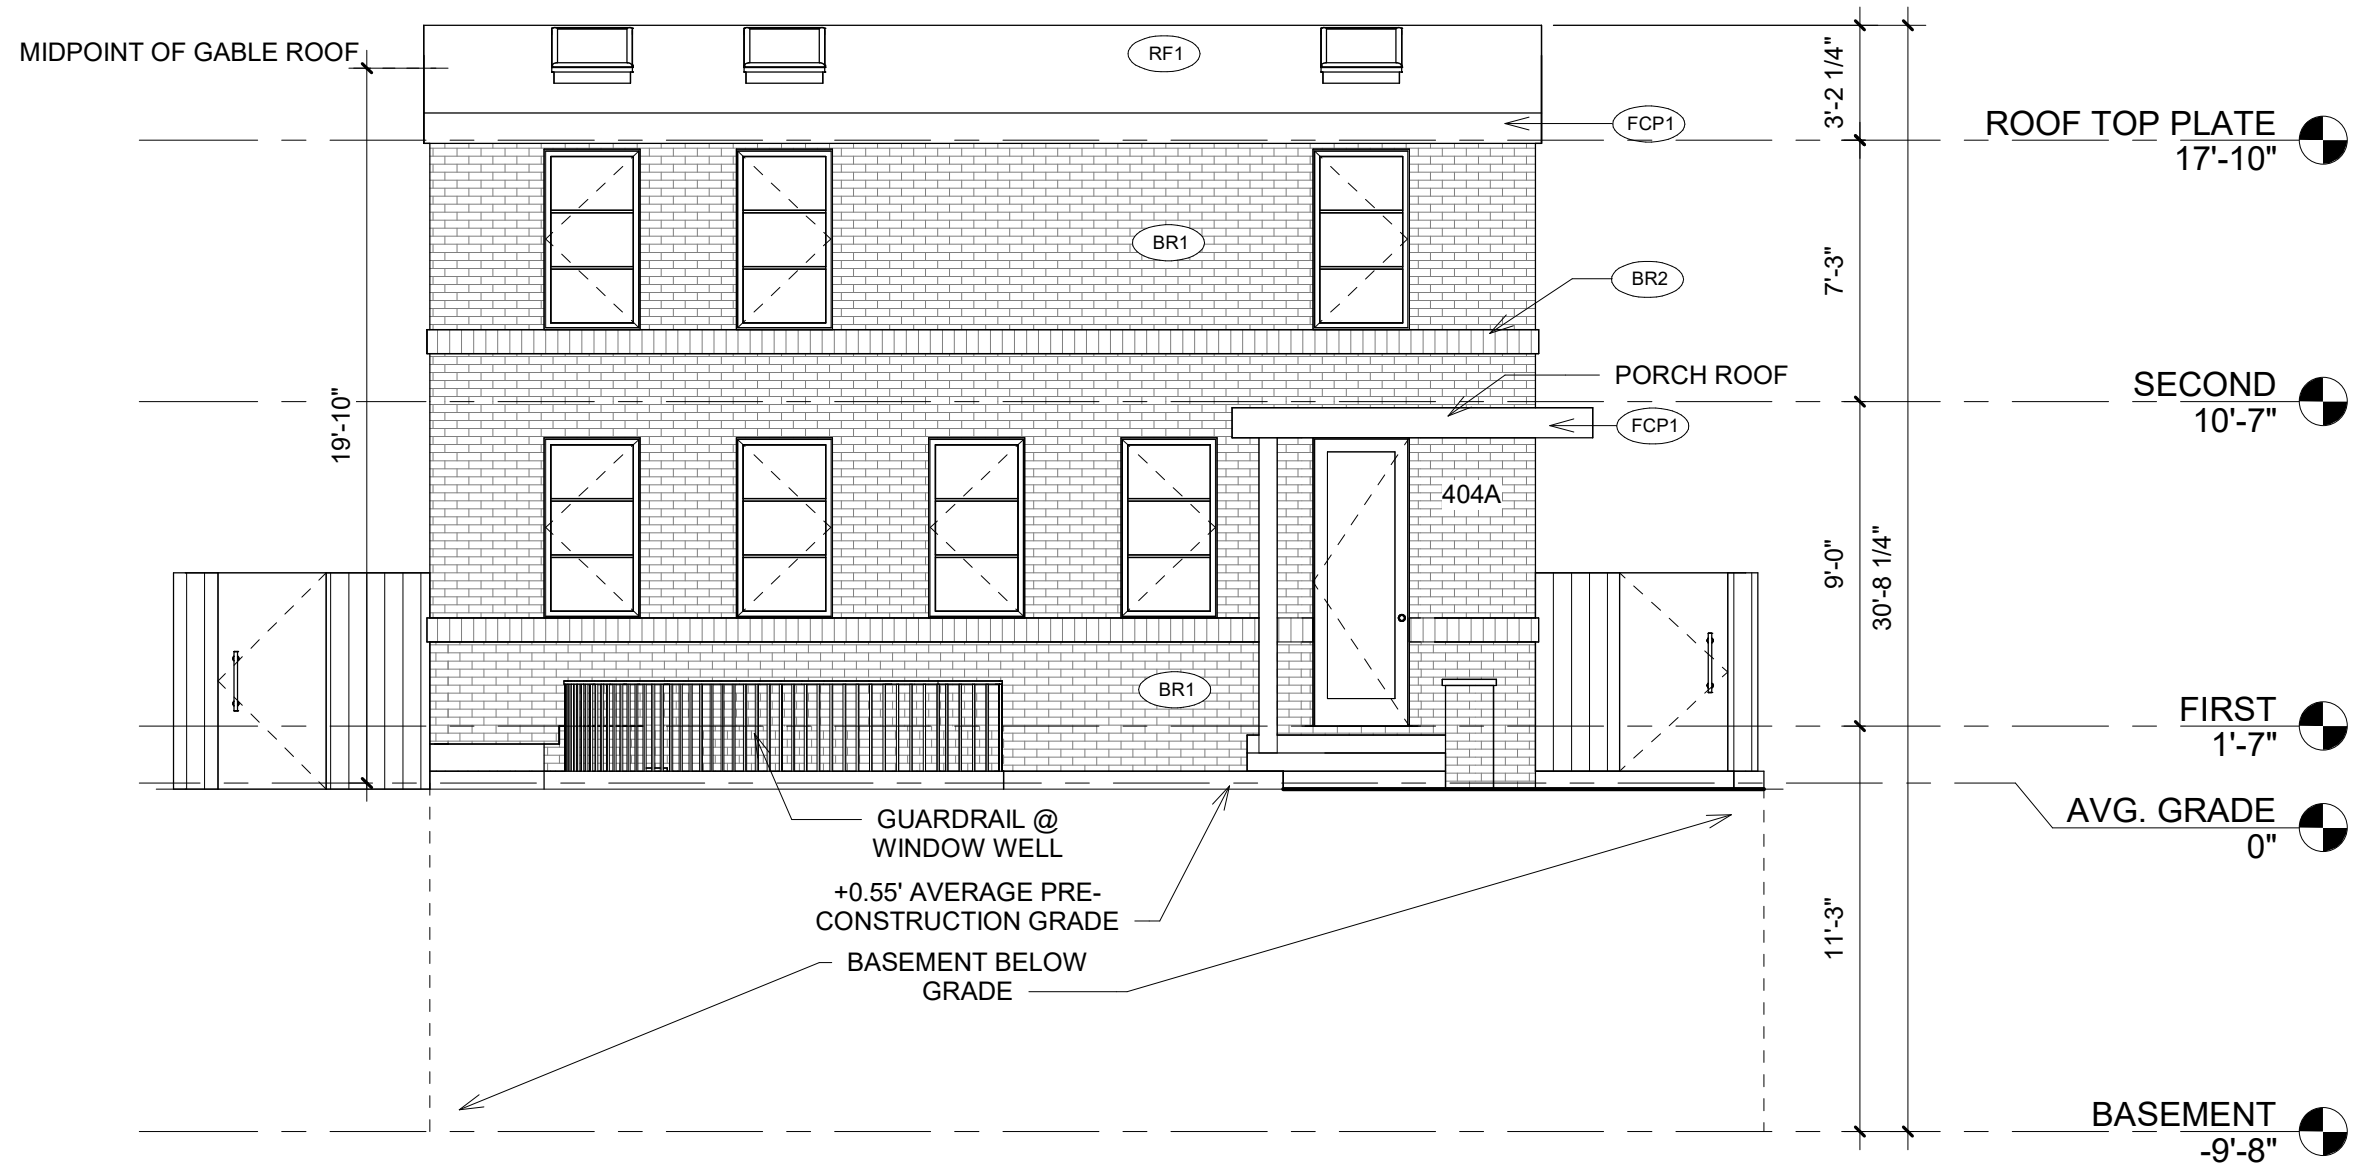 MIDPOINT OF GABLE ROOF
RF1
3'-2 1/4"
FCP1
ROOF TOP PLATE
17'-10"
BR1
7'-3"
BR2
PORCH ROOF
SECOND
10'-7"
FCP1
19'-10"
404A
9'-0"
30'-8 1/4"
BR1
FIRST
1'-7"
GUARDRAIL @
WINDOW WELL
AVG. GRADE
0"
+0.55' AVERAGE PRE-
CONSTRUCTION GRADE
11'-3"
BASEMENT BELOW
GRADE
BASEMENT
-9'-8"